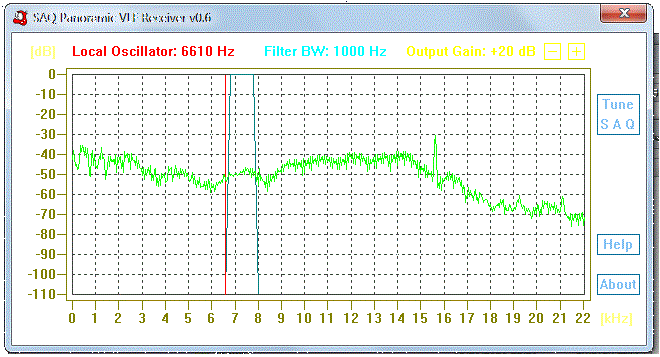 SAQ Panoramic VLF Receiver v0.6
[dB] Local Oscillator: 6610 Hz Filter BW: 1000 Hz Output Gain: +20 dB - +
0
-10
-20
-30
-40
-50
-60
-70
-80
-90
-100
-110
Tune
S A Q
Help
About
0 1 2 3 4 5 6 7 8 9 10 11 12 13 14 15 16 17 18 19 20 21 22 [kHz]